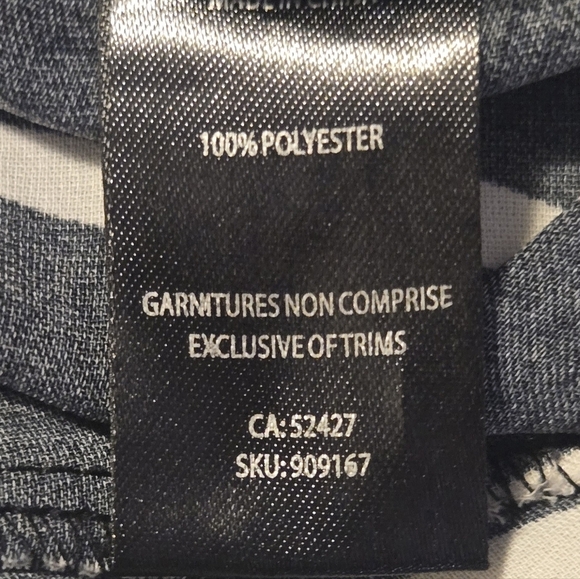 100% POLYESTER
GARNITURES NON COMPRISE
EXCLUSIVE OF TRIMS
CA: 52427
SKU: 909167